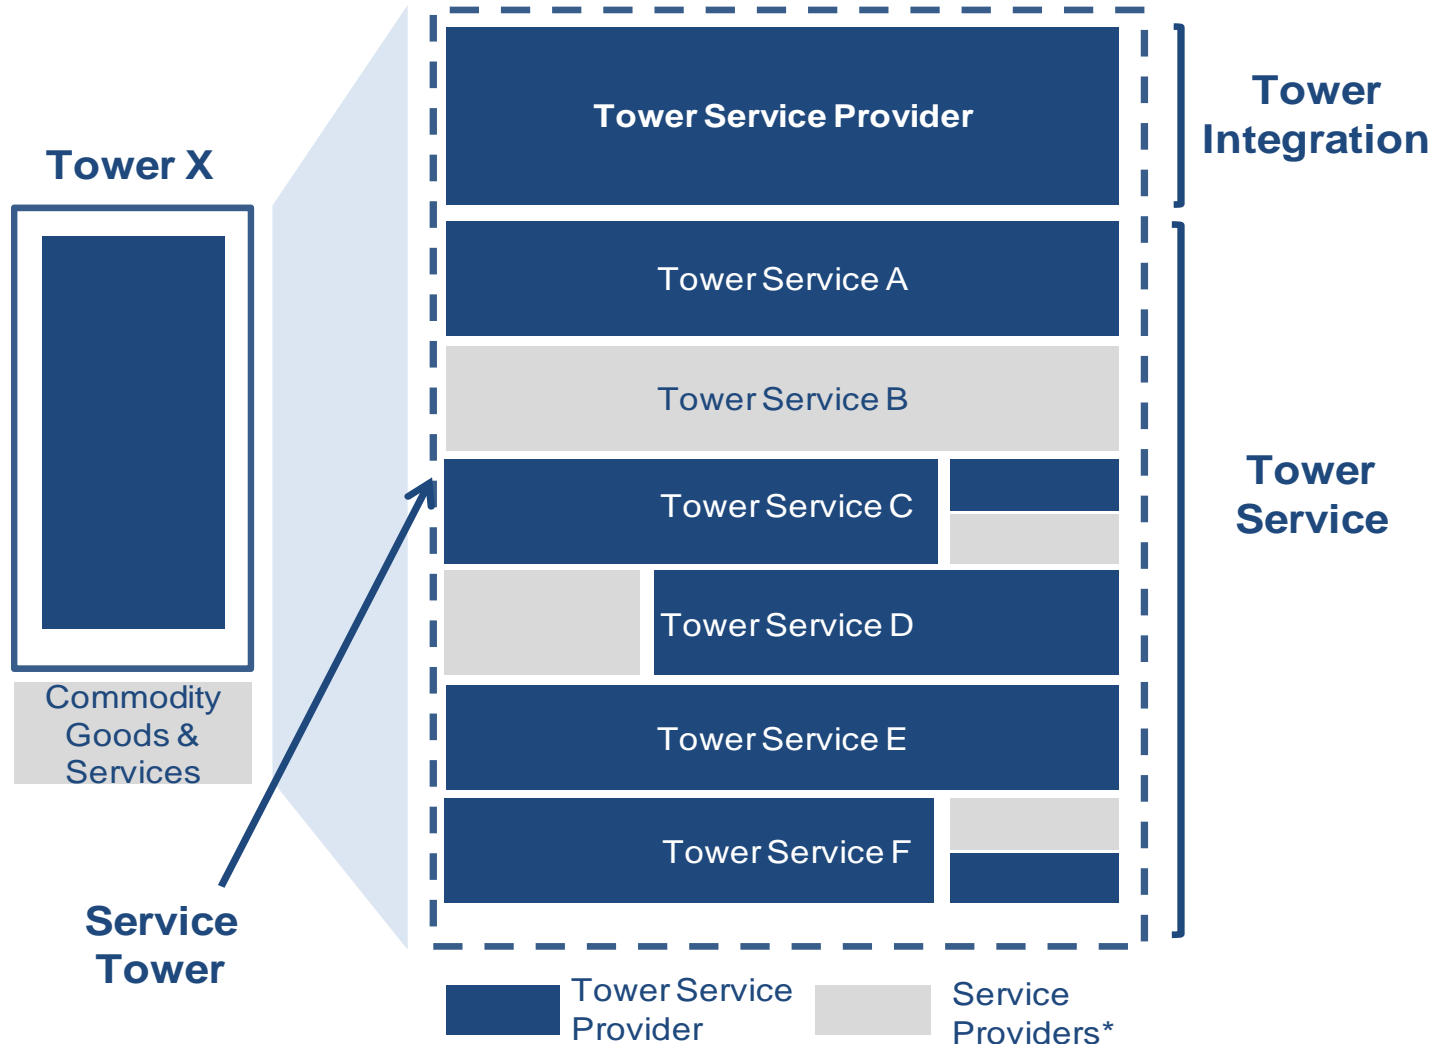 Tower X
Commodity
Goods &
Services
Service
Tower
Tower Service Provider
Tower Service A
Tower Service B
Tower Service C
Tower Service D
Tower Service E
Tower Service F
Tower
Integration
Tower
Service
Tower Service
Provider
Service
Providers*